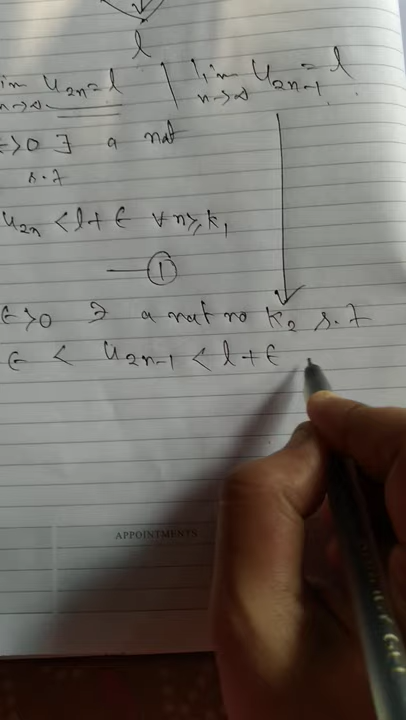 l
lim n→∞ u2n = l | lim n→∞ u2n-1 = l
∈>0 ∃ a nat
s.t
u2n < l+∈ ∀ n≥k1
—①
∈>0 ∃ a nat no k2 s.t
∈ < u2n-1 < l+∈
APPOINTMENTS